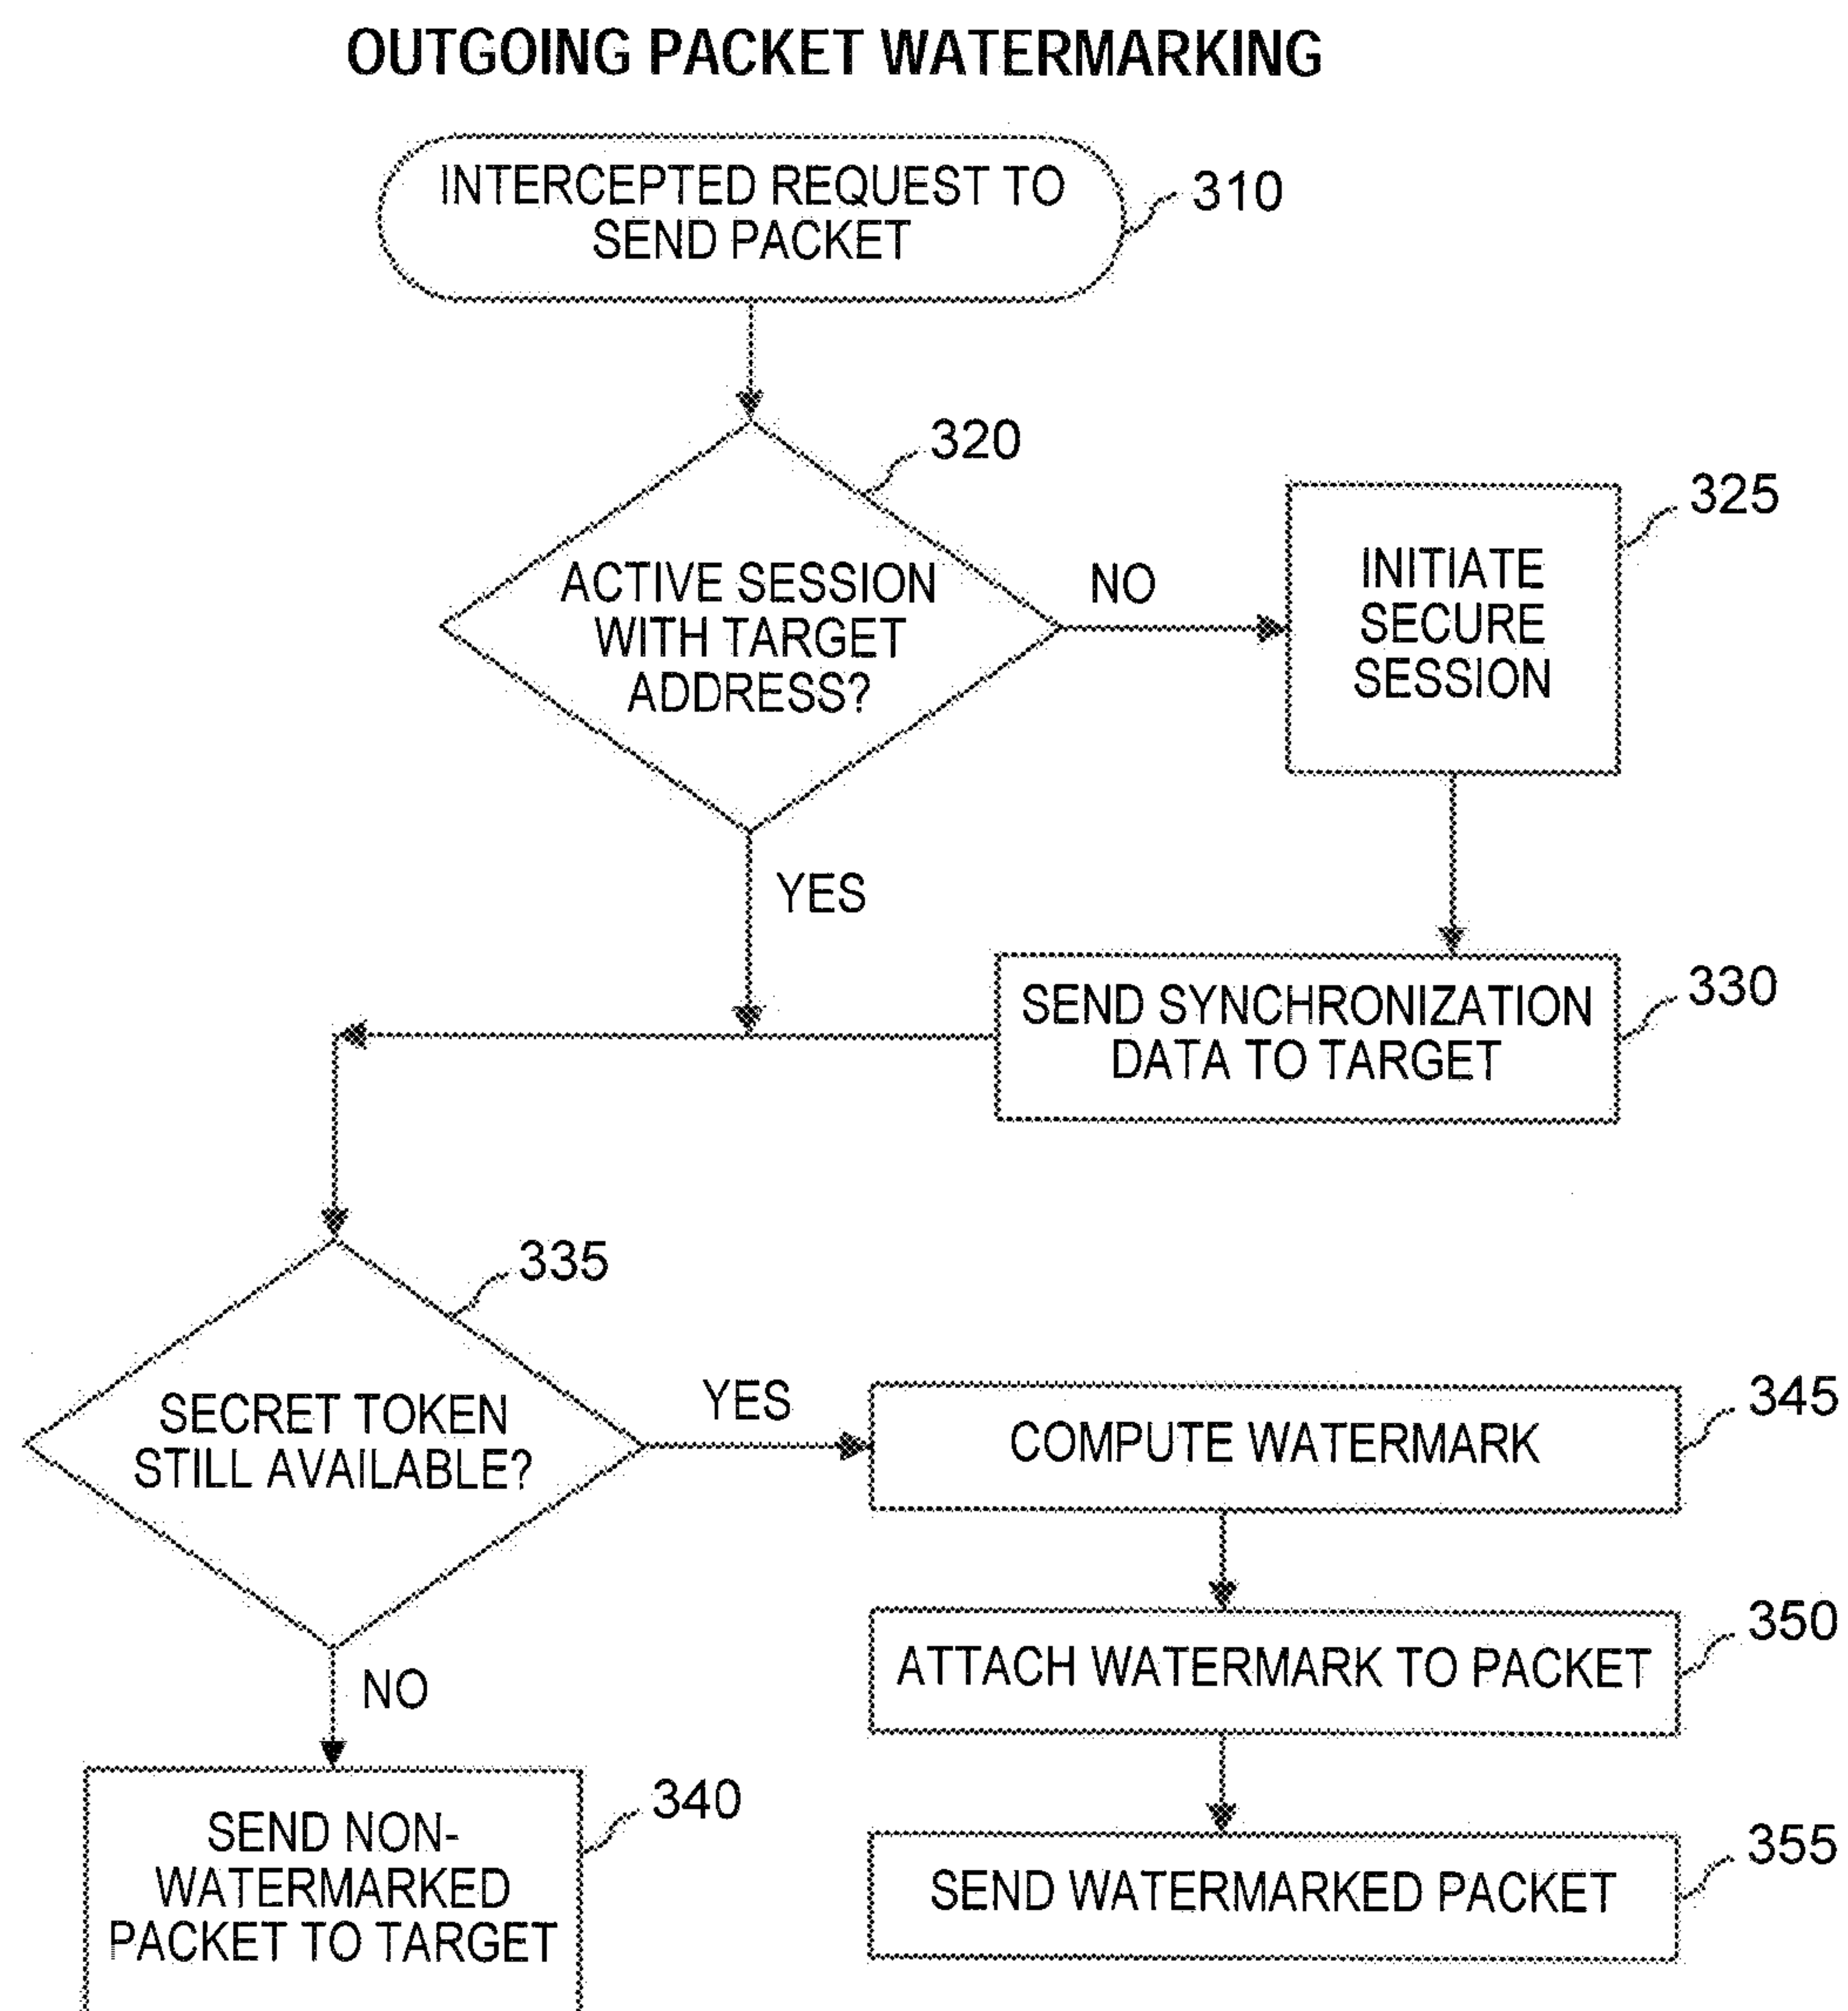 OUTGOING PACKET WATERMARKING
INTERCEPTED REQUEST TO
SEND PACKET
310
320
ACTIVE SESSION
WITH TARGET
ADDRESS?
NO
325
INITIATE
SECURE
SESSION
YES
330
SEND SYNCHRONIZATION
DATA TO TARGET
335
SECRET TOKEN
STILL AVAILABLE?
YES
345
COMPUTE WATERMARK
350
ATTACH WATERMARK TO PACKET
NO
340
SEND NON-
WATERMARKED
PACKET TO TARGET
355
SEND WATERMARKED PACKET